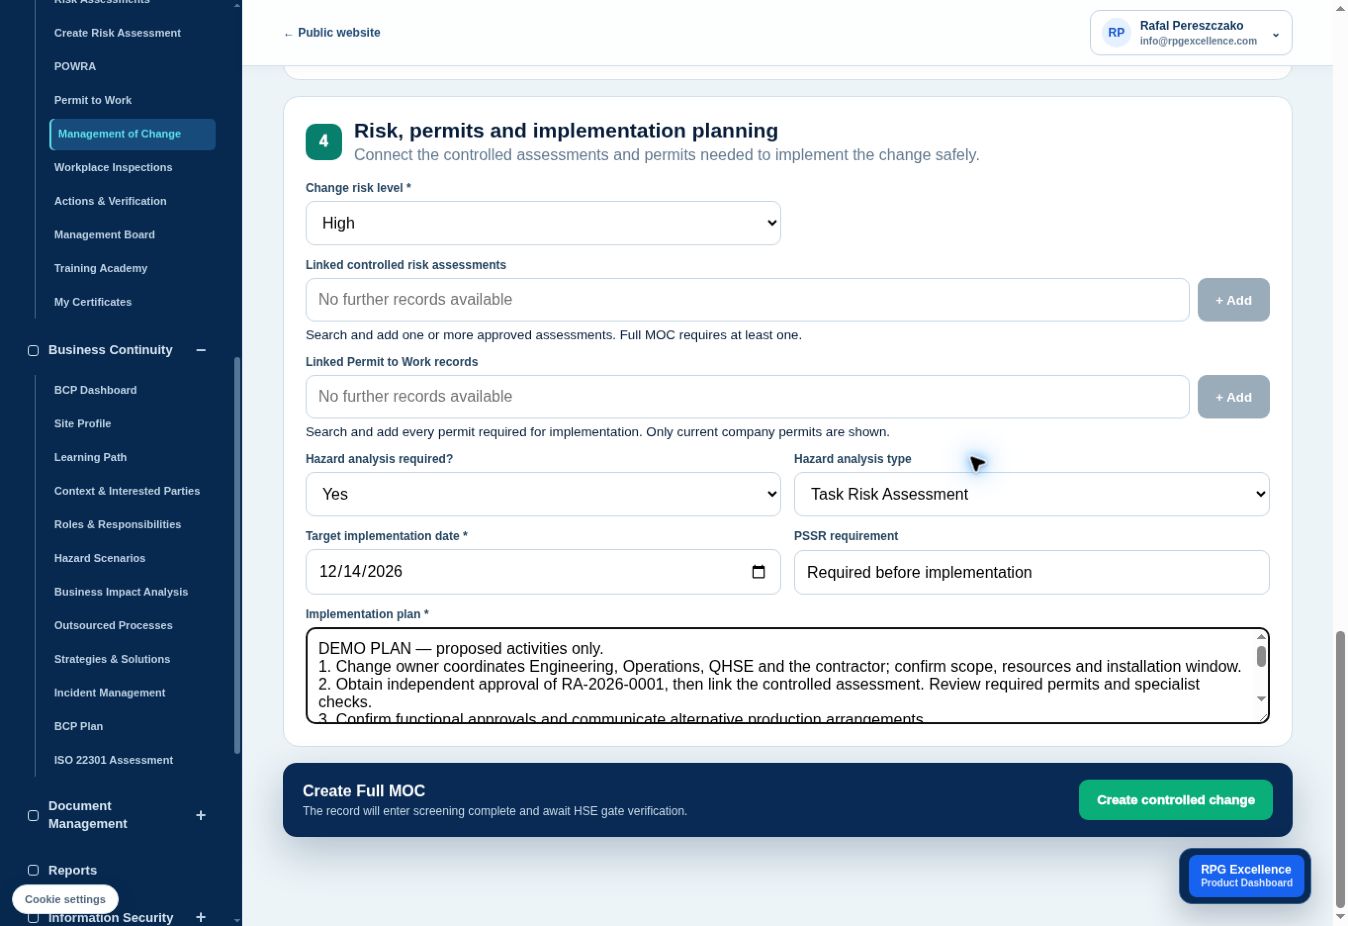 Risk Assessments
Create Risk Assessment
POWRA
Permit to Work
Management of Change
Workplace Inspections
Actions & Verification
Management Board
Training Academy
My Certificates
Business Continuity −
BCP Dashboard
Site Profile
Learning Path
Context & Interested Parties
Roles & Responsibilities
Hazard Scenarios
Business Impact Analysis
Outsourced Processes
Strategies & Solutions
Incident Management
BCP Plan
ISO 22301 Assessment
Document
Management +
Reports
Cookie settings
Information Security +
← Public website
RP
Rafal Pereszczako
info@rpgexcellence.com
4
Risk, permits and implementation planning
Connect the controlled assessments and permits needed to implement the change safely.
Change risk level *
High
Linked controlled risk assessments
No further records available
+ Add
Search and add one or more approved assessments. Full MOC requires at least one.
Linked Permit to Work records
No further records available
+ Add
Search and add every permit required for implementation. Only current company permits are shown.
Hazard analysis required?
Yes
Hazard analysis type
Task Risk Assessment
Target implementation date *
12/14/2026
PSSR requirement
Required before implementation
Implementation plan *
DEMO PLAN — proposed activities only.
1. Change owner coordinates Engineering, Operations, QHSE and the contractor; confirm scope, resources and installation window.
2. Obtain independent approval of RA-2026-0001, then link the controlled assessment. Review required permits and specialist
checks.
3. Confirm functional approvals and communicate alternative production arrangements.
Create Full MOC
The record will enter screening complete and await HSE gate verification.
Create controlled change
RPG Excellence
Product Dashboard